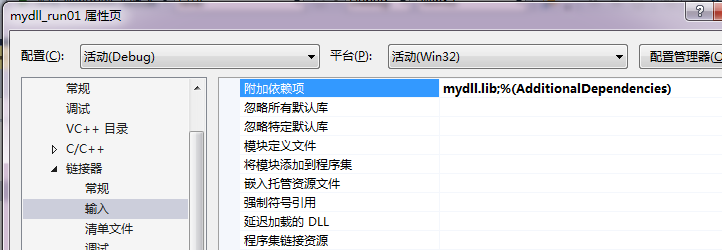 mydll_run01 属性页
配置(C): 活动(Debug) 平台(P): 活动(Win32) 配置管理器(O
常规 附加依赖项 mydll.lib;%(AdditionalDependencies)
调试 忽略所有默认库
VC++ 目录 忽略特定默认库
C/C++ 模块定义文件
链接器 将模块添加到程序集
常规 嵌入托管资源文件
输入 强制符号引用
清单文件 延迟加载的 DLL
调试 程序集链接资源